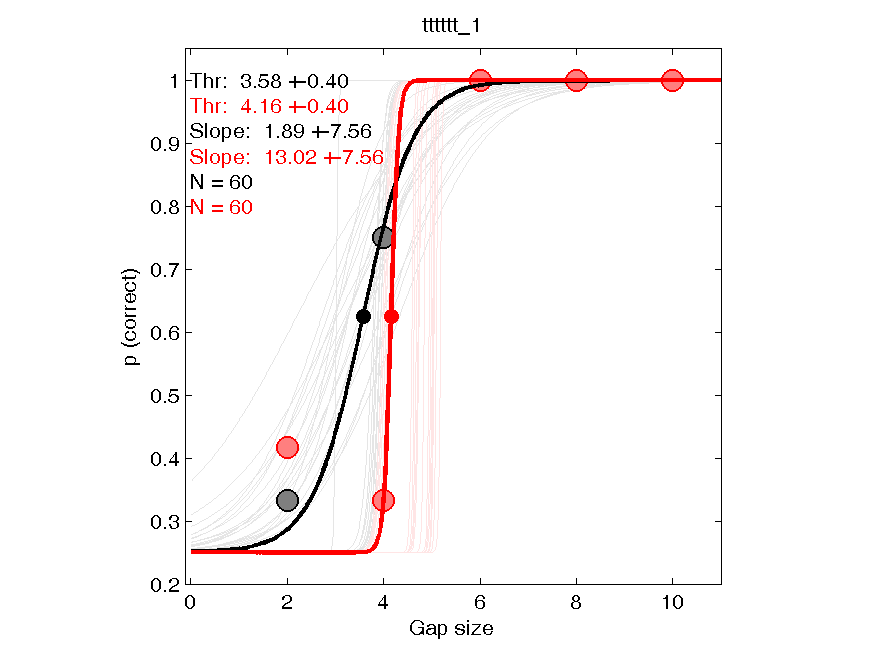 tttttt_1
Thr: 3.58 +0.40
Thr: 4.16 +0.40
Slope: 1.89 +7.56
Slope: 13.02 +7.56
N = 60
N = 60
1
0.9
0.8
0.7
0.6
0.5
0.4
0.3
0.2
p (correct)
0 2 4 6 8 10
Gap size